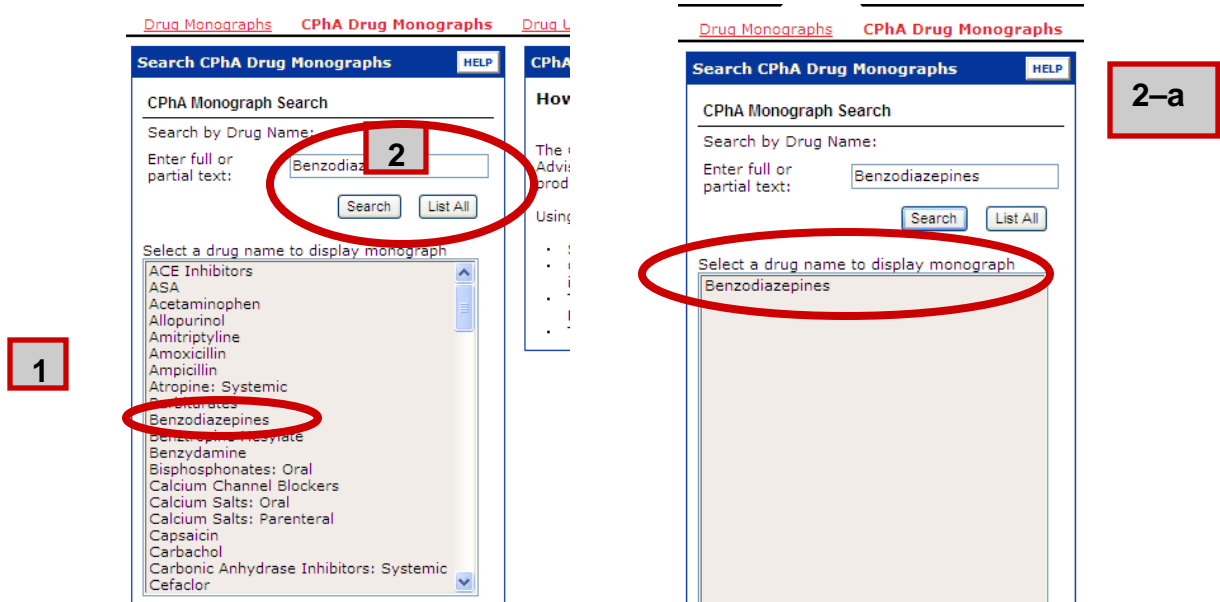 Drug Monographs CPhA Drug Monographs Drug U
Search CPhA Drug Monographs HELP
CPhA Monograph Search
Search by Drug Name:
Enter full or
partial text:
Benzodiaz
2
Search List All
Select a drug name to display monograph
ACE Inhibitors
ASA
Acetaminophen
Allopurinol
Amitriptyline
Amoxicillin
Ampicillin
Atropine: Systemic
Barbiturates
Benzodiazepines
Benztropine Mesylate
Benzydamine
Bisphosphonates: Oral
Calcium Channel Blockers
Calcium Salts: Oral
Calcium Salts: Parenteral
Capsaicin
Carbachol
Carbonic Anhydrase Inhibitors: Systemic
Cefaclor
1
CPhA
How
The
Advis
prod
Using
Drug Monographs CPhA Drug Monographs
Search CPhA Drug Monographs HELP
CPhA Monograph Search
Search by Drug Name:
Enter full or
partial text:
Benzodiazepines
Search List All
Select a drug name to display monograph
Benzodiazepines
2–a